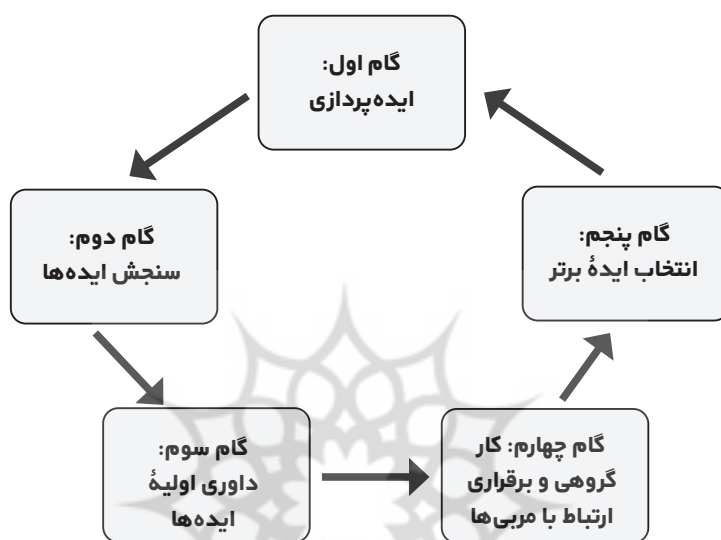 گام اول:
ایده‌پردازی
گام دوم:
سنجش ایده‌ها
گام سوم:
داوری اولیهٔ
ایده‌ها
گام چهارم: کار
گروهی و برقراری
ارتباط با مربی‌ها
گام پنجم:
انتخاب ایدهٔ برتر